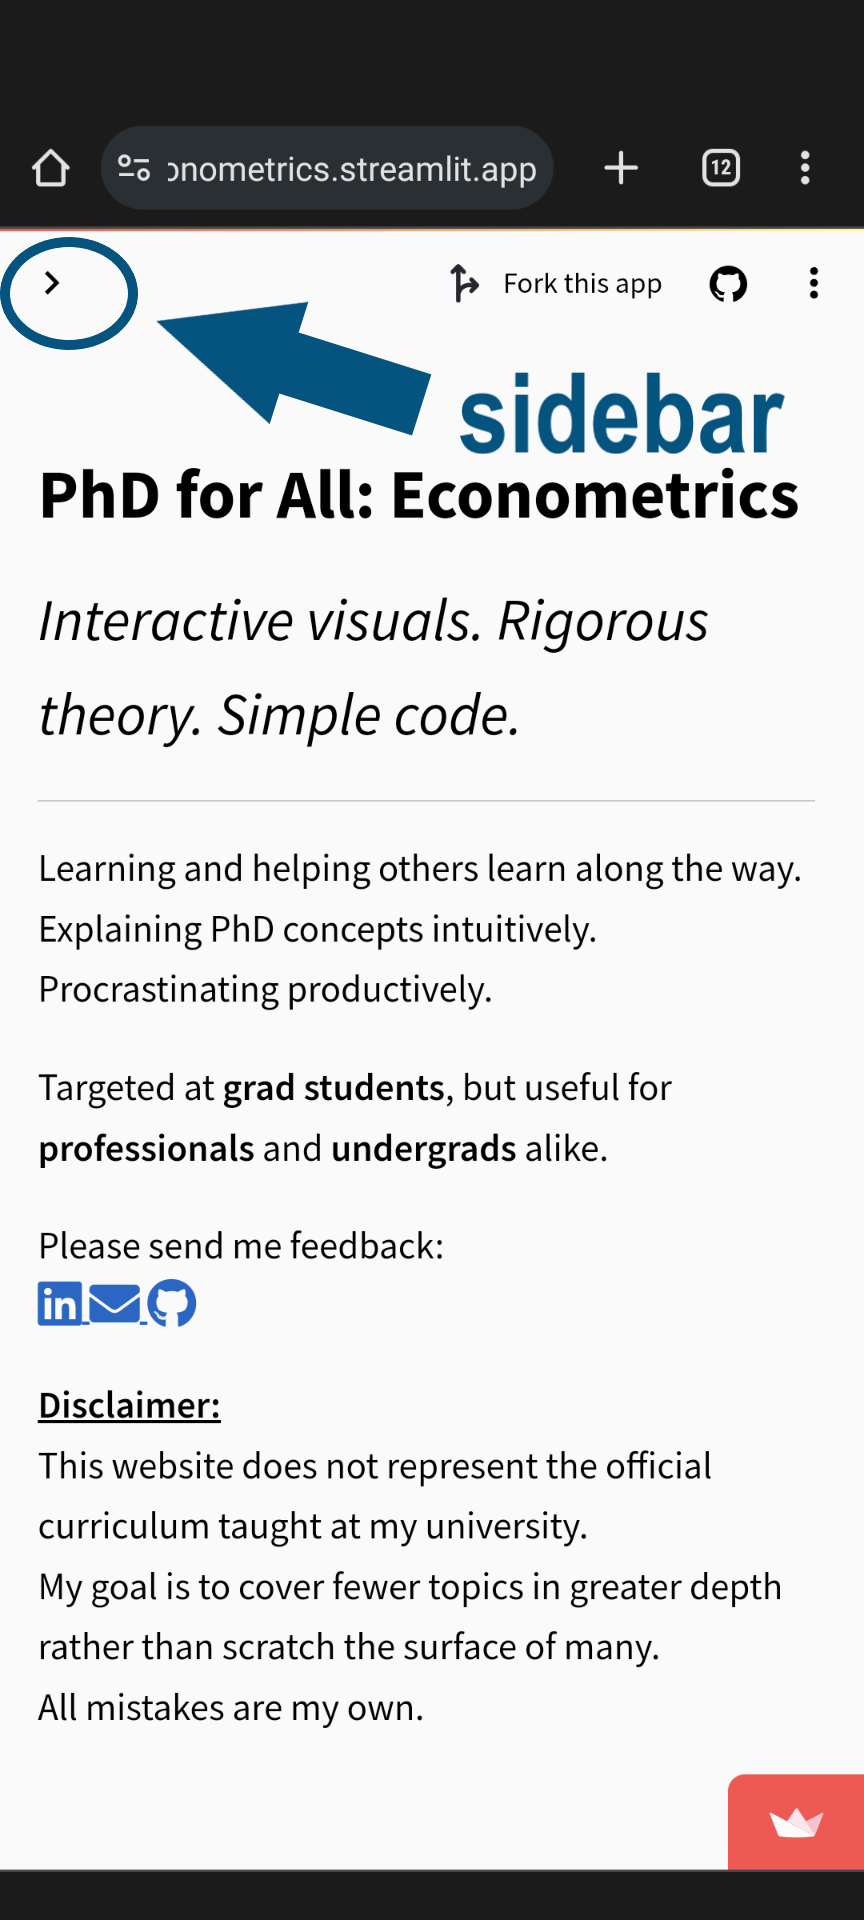 onometrics.streamlit.app
12
Fork this app
sidebar
PhD for All: Econometrics
Interactive visuals. Rigorous
theory. Simple code.
Learning and helping others learn along the way.
Explaining PhD concepts intuitively.
Procrastinating productively.
Targeted at grad students, but useful for
professionals and undergrads alike.
Please send me feedback:
in
Disclaimer:
This website does not represent the official
curriculum taught at my university.
My goal is to cover fewer topics in greater depth
rather than scratch the surface of many.
All mistakes are my own.